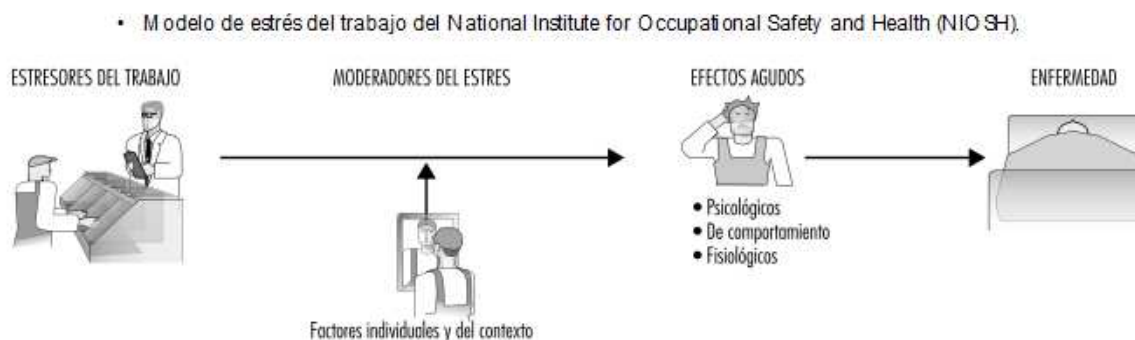 • Modelo de estrés del trabajo del National Institute for Occupational Safety and Health (NIOSH).
ESTRESORES DEL TRABAJO
MODERADORES DEL ESTRES
EFECTOS AGUDOS
ENFERMEDAD
• Psicológicos
• De comportamiento
• Fisiológicos
Factores individuales y del contexto